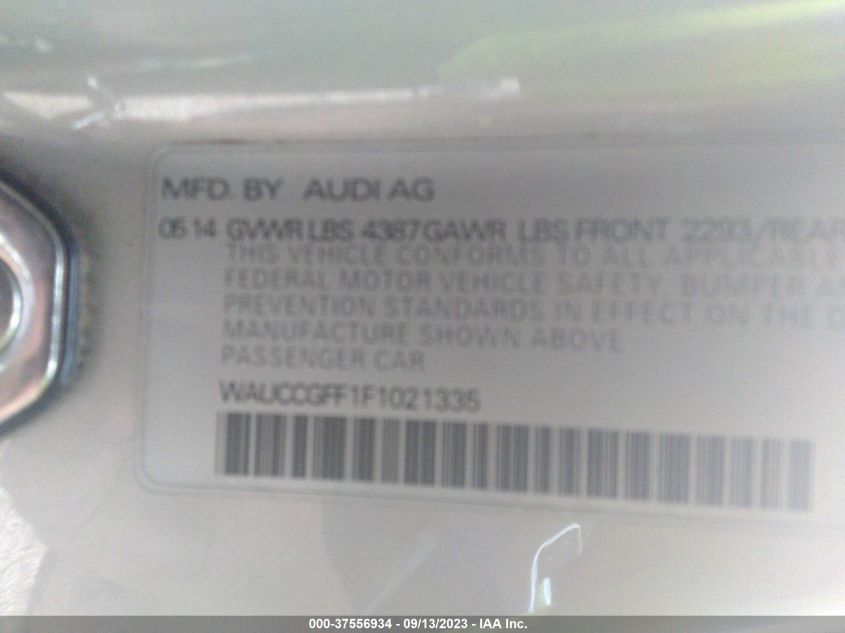 MFD. BY AUDI AG
05 14 GVWR LBS 4387 GAWR LBS FRONT 2293/REAR
THIS VEHICLE CONFORMS TO ALL APPLICABLE
FEDERAL MOTOR VEHICLE SAFETY, BUMPER
PREVENTION STANDARDS IN EFFECT ON THE
MANUFACTURE SHOWN ABOVE
PASSENGER CAR
WAUCCGFF1F1021335
000-37556934 - 09/13/2023 - IAA Inc.